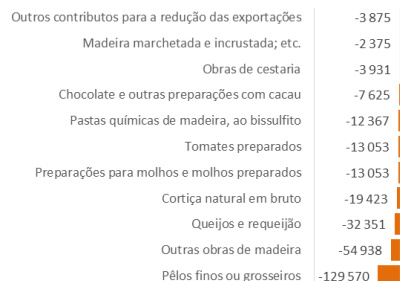 Outros contributos para a redução das exportações -3 875
Madeira marchetada e incrustada; etc. -2 375
Obras de cestaria -3 931
Chocolate e outras preparações com cacau -7 625
Pastas químicas de madeira, ao bissulfito -12 367
Tomates preparados -13 053
Preparações para molhos e molhos preparados -13 053
Cortiça natural em bruto -19 423
Queijos e requeijão -32 351
Outras obras de madeira -54 938
Pêlos finos ou grosseiros -129 570